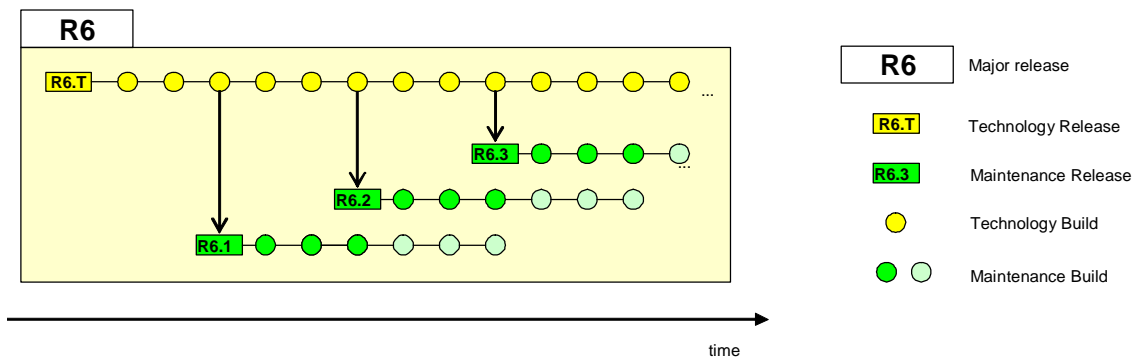 R6
R6.T
...
R6.3
...
R6.2
R6.1
time
R6 Major release
R6.T Technology Release
R6.3 Maintenance Release
Technology Build
Maintenance Build